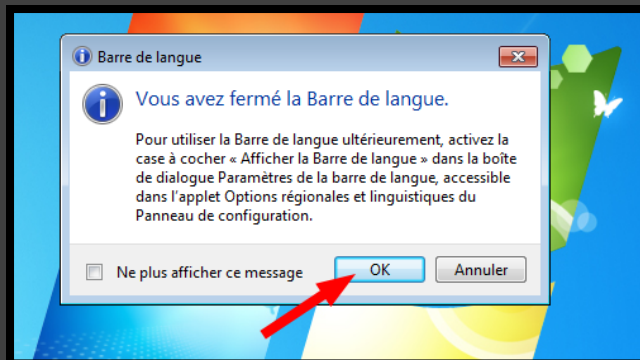 Barre de langue
Vous avez fermé la Barre de langue.
Pour utiliser la Barre de langue ultérieurement, activez la
case à cocher « Afficher la Barre de langue » dans la boîte
de dialogue Paramètres de la barre de langue, accessible
dans l'applet Options régionales et linguistiques du
Panneau de configuration.
Ne plus afficher ce message
OK
Annuler